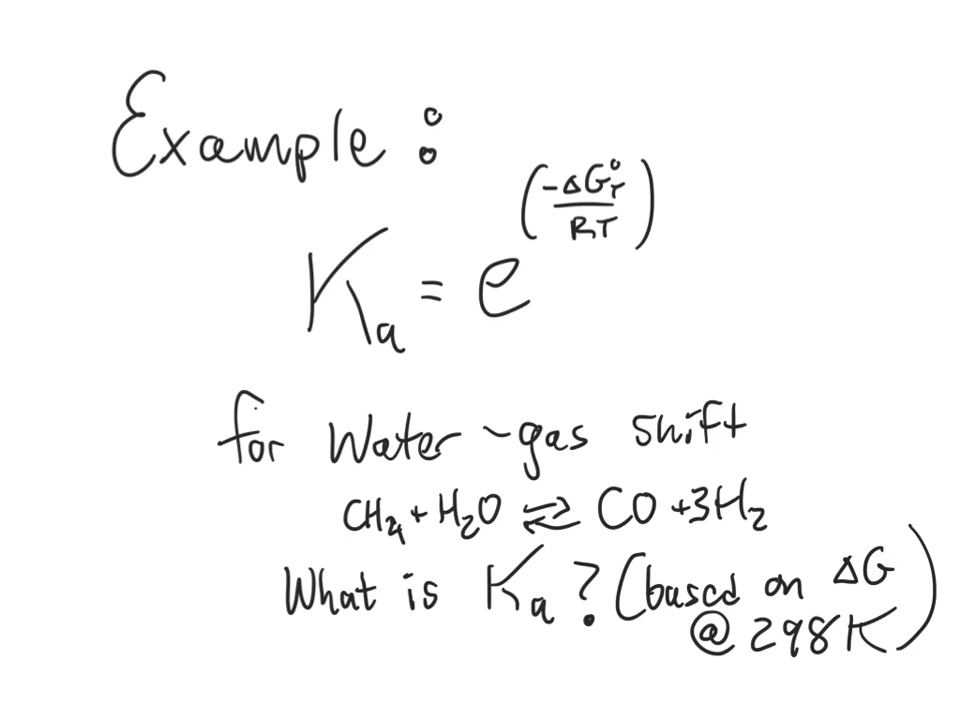 Example:
Kₐ = e^(-ΔG°ᵣ/RT)
for Water-gas shift
CH₄ + H₂O ⇌ CO + 3H₂
What is Kₐ? (based on ΔG
@ 298K)